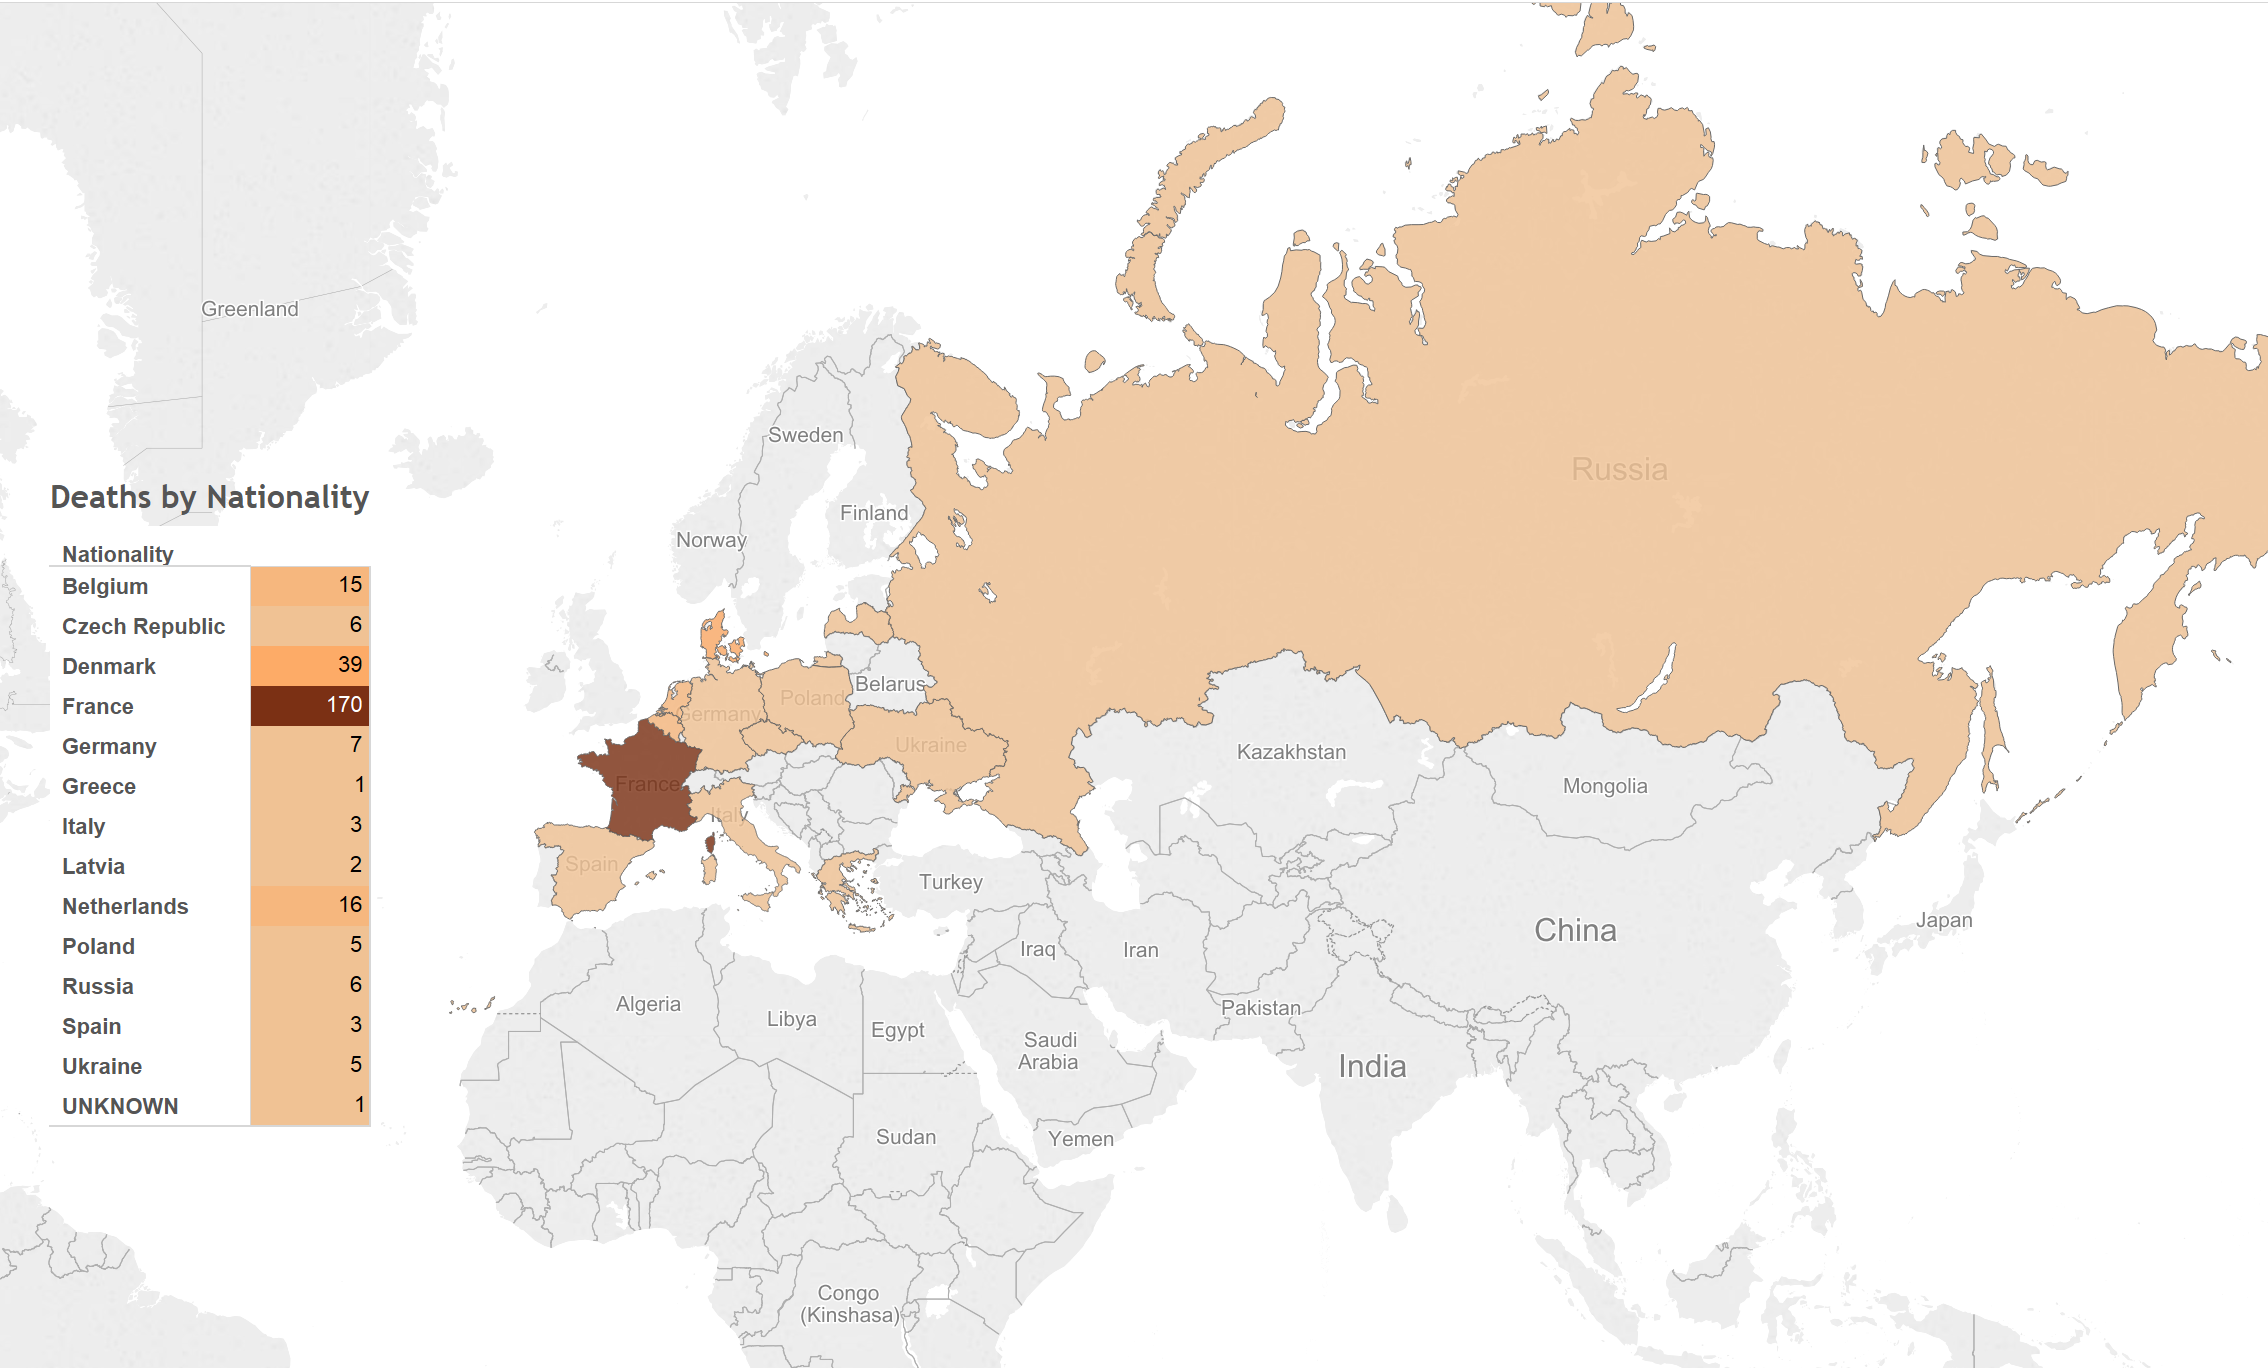 Greenland
Sweden
Russia
Deaths by Nationality
Finland
Norway
Nationality
Belgium 15
Czech Republic 6
Denmark 39
France 170
Germany 7
Greece 1
Italy 3
Latvia 2
Netherlands 16
Poland 5
Russia 6
Spain 3
Ukraine 5
UNKNOWN 1
Belarus
Poland
Germany
Ukraine
Kazakhstan
France
Mongolia
Italy
Spain
Turkey
Japan
China
Iraq
Iran
Algeria
Pakistan
Libya
Egypt
Saudi
Arabia
India
Sudan
Yemen
Congo
(Kinshasa)